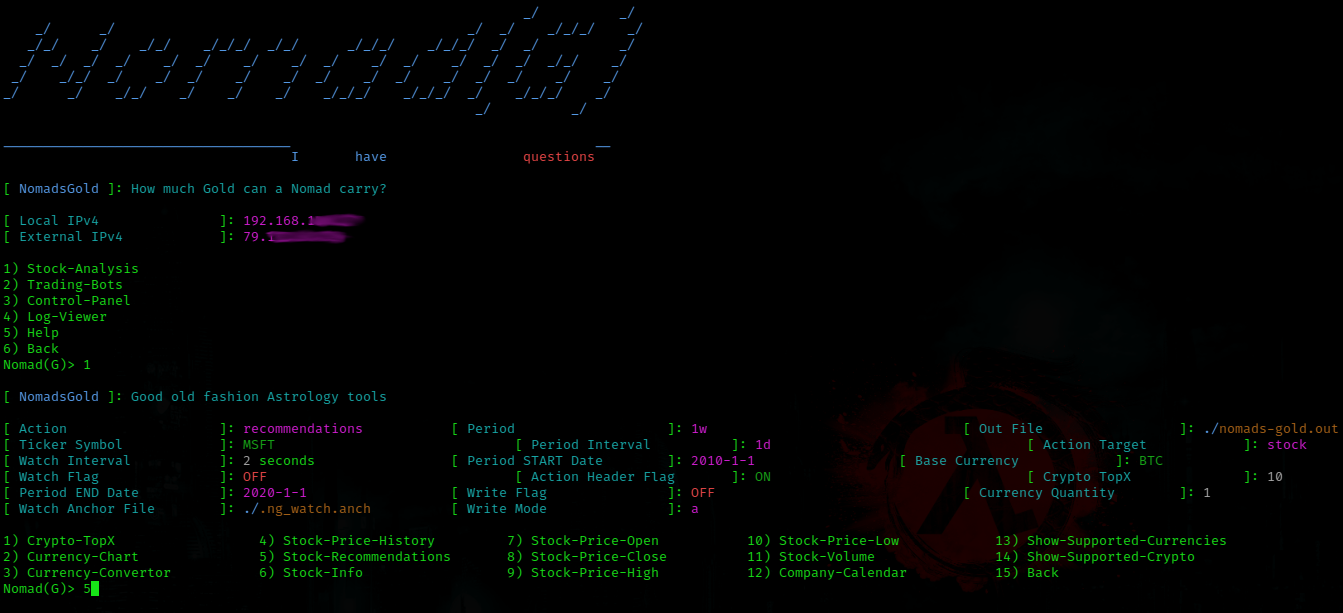 I have questions
[ NomadsGold ]: How much Gold can a Nomad carry?
[ Local IPv4 ]: 192.168.
[ External IPv4 ]: 79.
1) Stock-Analysis
2) Trading-Bots
3) Control-Panel
4) Log-Viewer
5) Help
6) Back
Nomad(G)> 1
[ NomadsGold ]: Good old fashion Astrology tools
[ Action ]: recommendations [ Period ]: 1w [ Out File ]: ./nomads-gold.out
[ Ticker Symbol ]: MSFT [ Period Interval ]: 1d [ Action Target ]: stock
[ Watch Interval ]: 2 seconds [ Period START Date ]: 2010-1-1 [ Base Currency ]: BTC
[ Watch Flag ]: OFF [ Action Header Flag ]: ON [ Crypto TopX ]: 10
[ Period END Date ]: 2020-1-1 [ Write Flag ]: OFF [ Currency Quantity ]: 1
[ Watch Anchor File ]: ./.ng_watch.anch [ Write Mode ]: a
1) Crypto-TopX 4) Stock-Price-History 7) Stock-Price-Open 10) Stock-Price-Low 13) Show-Supported-Currencies
2) Currency-Chart 5) Stock-Recommendations 8) Stock-Price-Close 11) Stock-Volume 14) Show-Supported-Crypto
3) Currency-Convertor 6) Stock-Info 9) Stock-Price-High 12) Company-Calendar 15) Back
Nomad(G)> 5